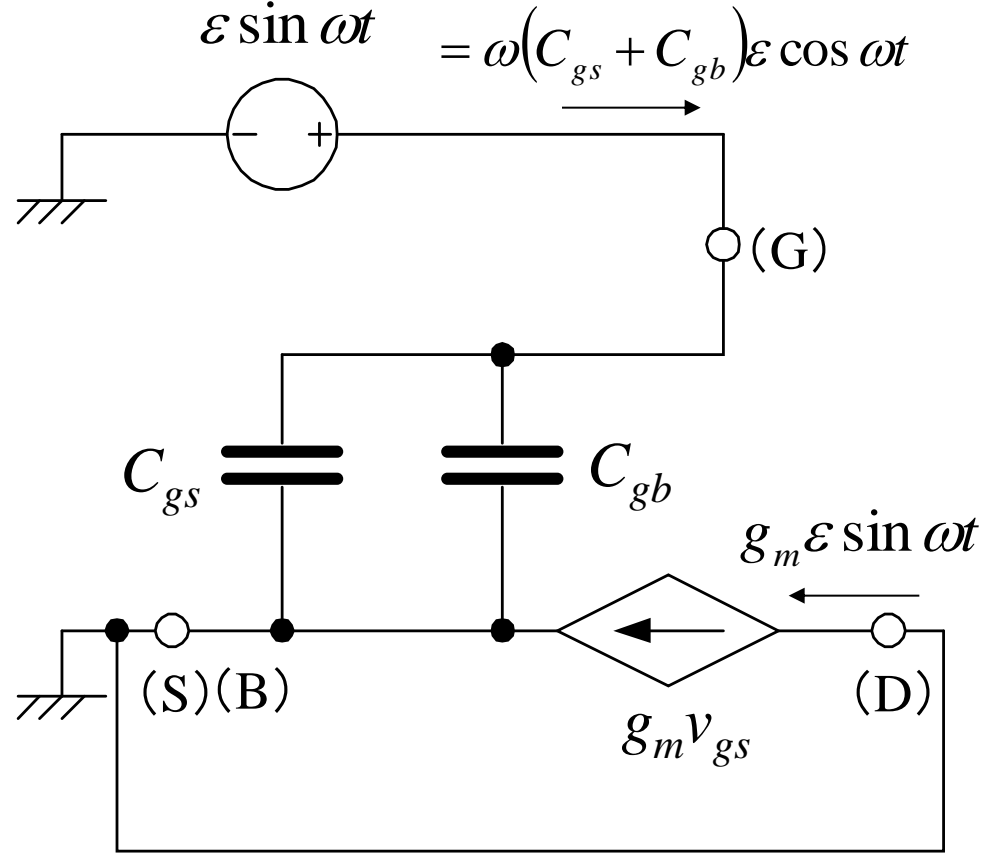 ε sin ωt
= ω(C_gs + C_gb)ε cos ωt
− +
(G)
C_gs
C_gb
g_m ε sin ωt
(S)(B)
(D)
g_m v_gs